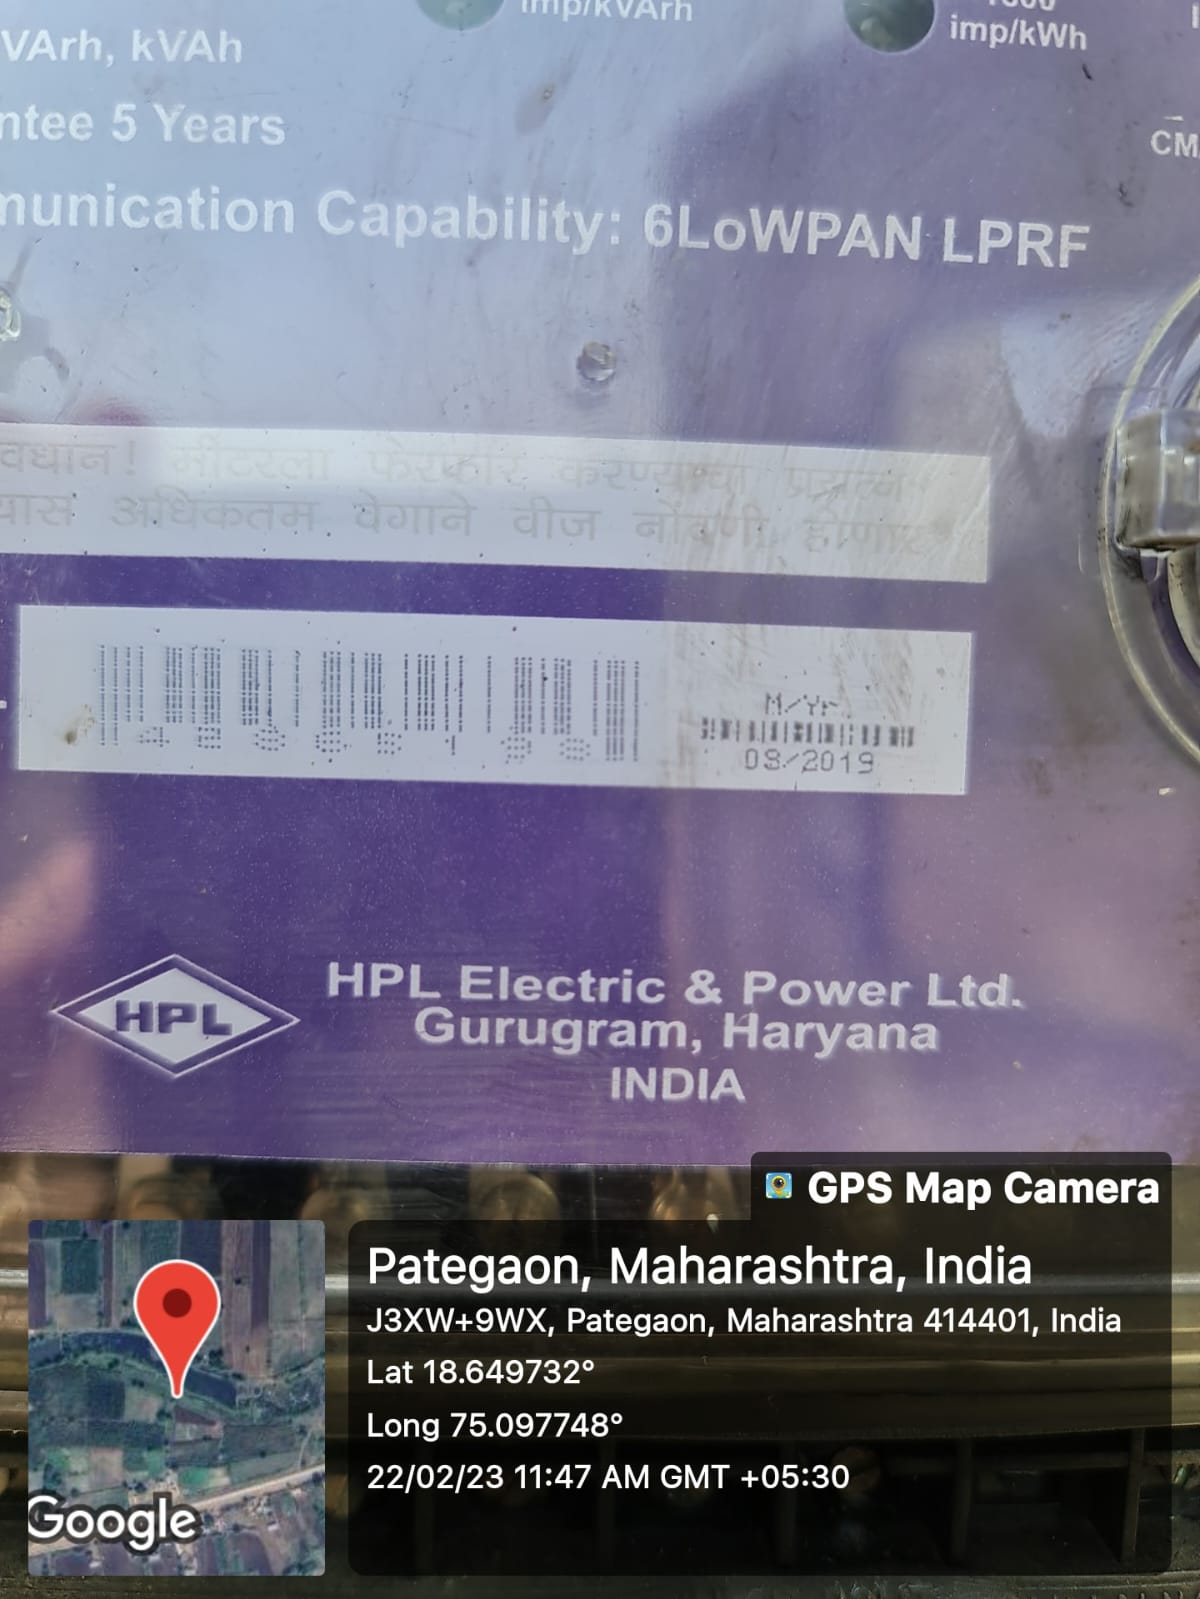 imp/kVArh
imp/kWh
VArh, kVAh
ntee 5 Years
CM
munication Capability: 6LoWPAN LPRF
वधान! मीटरला फेरफार करण्याचा प्रयत्न
यास अधिकतम वेगाने वीज नोंदणी होणार
M/Yr.
08/2019
HPL
HPL Electric & Power Ltd.
Gurugram, Haryana
INDIA
GPS Map Camera
Pategaon, Maharashtra, India
J3XW+9WX, Pategaon, Maharashtra 414401, India
Lat 18.649732°
Long 75.097748°
22/02/23 11:47 AM GMT +05:30
Google